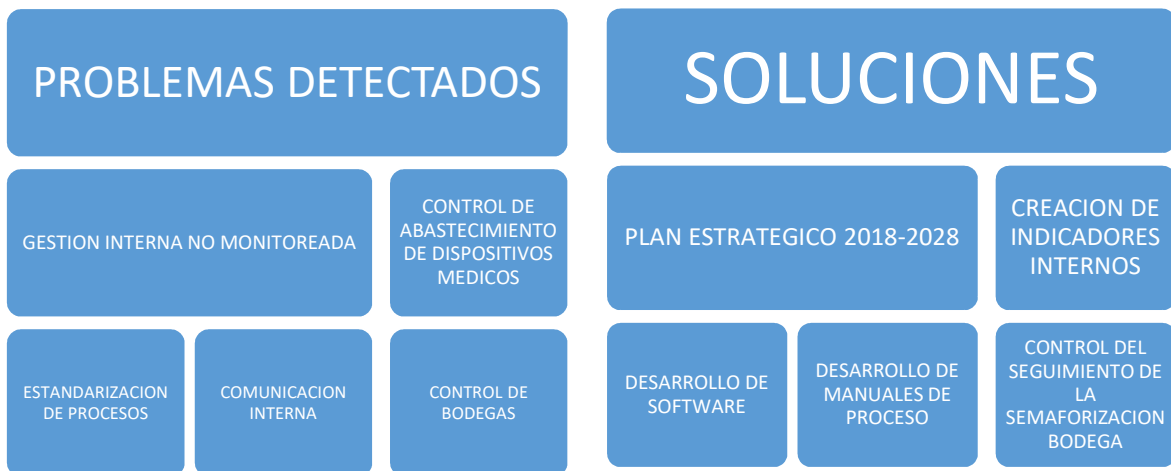 PROBLEMAS DETECTADOS
GESTION INTERNA NO MONITOREADA
CONTROL DE
ABASTECIMIENTO
DE DISPOSITIVOS
MEDICOS
ESTANDARIZACION
DE PROCESOS
COMUNICACION
INTERNA
CONTROL DE
BODEGAS
SOLUCIONES
PLAN ESTRATEGICO 2018-2028
CREACION DE
INDICADORES
INTERNOS
DESARROLLO DE
SOFTWARE
DESARROLLO DE
MANUALES DE
PROCESO
CONTROL DEL
SEGUIMIENTO DE
LA
SEMAFORIZACION
BODEGA